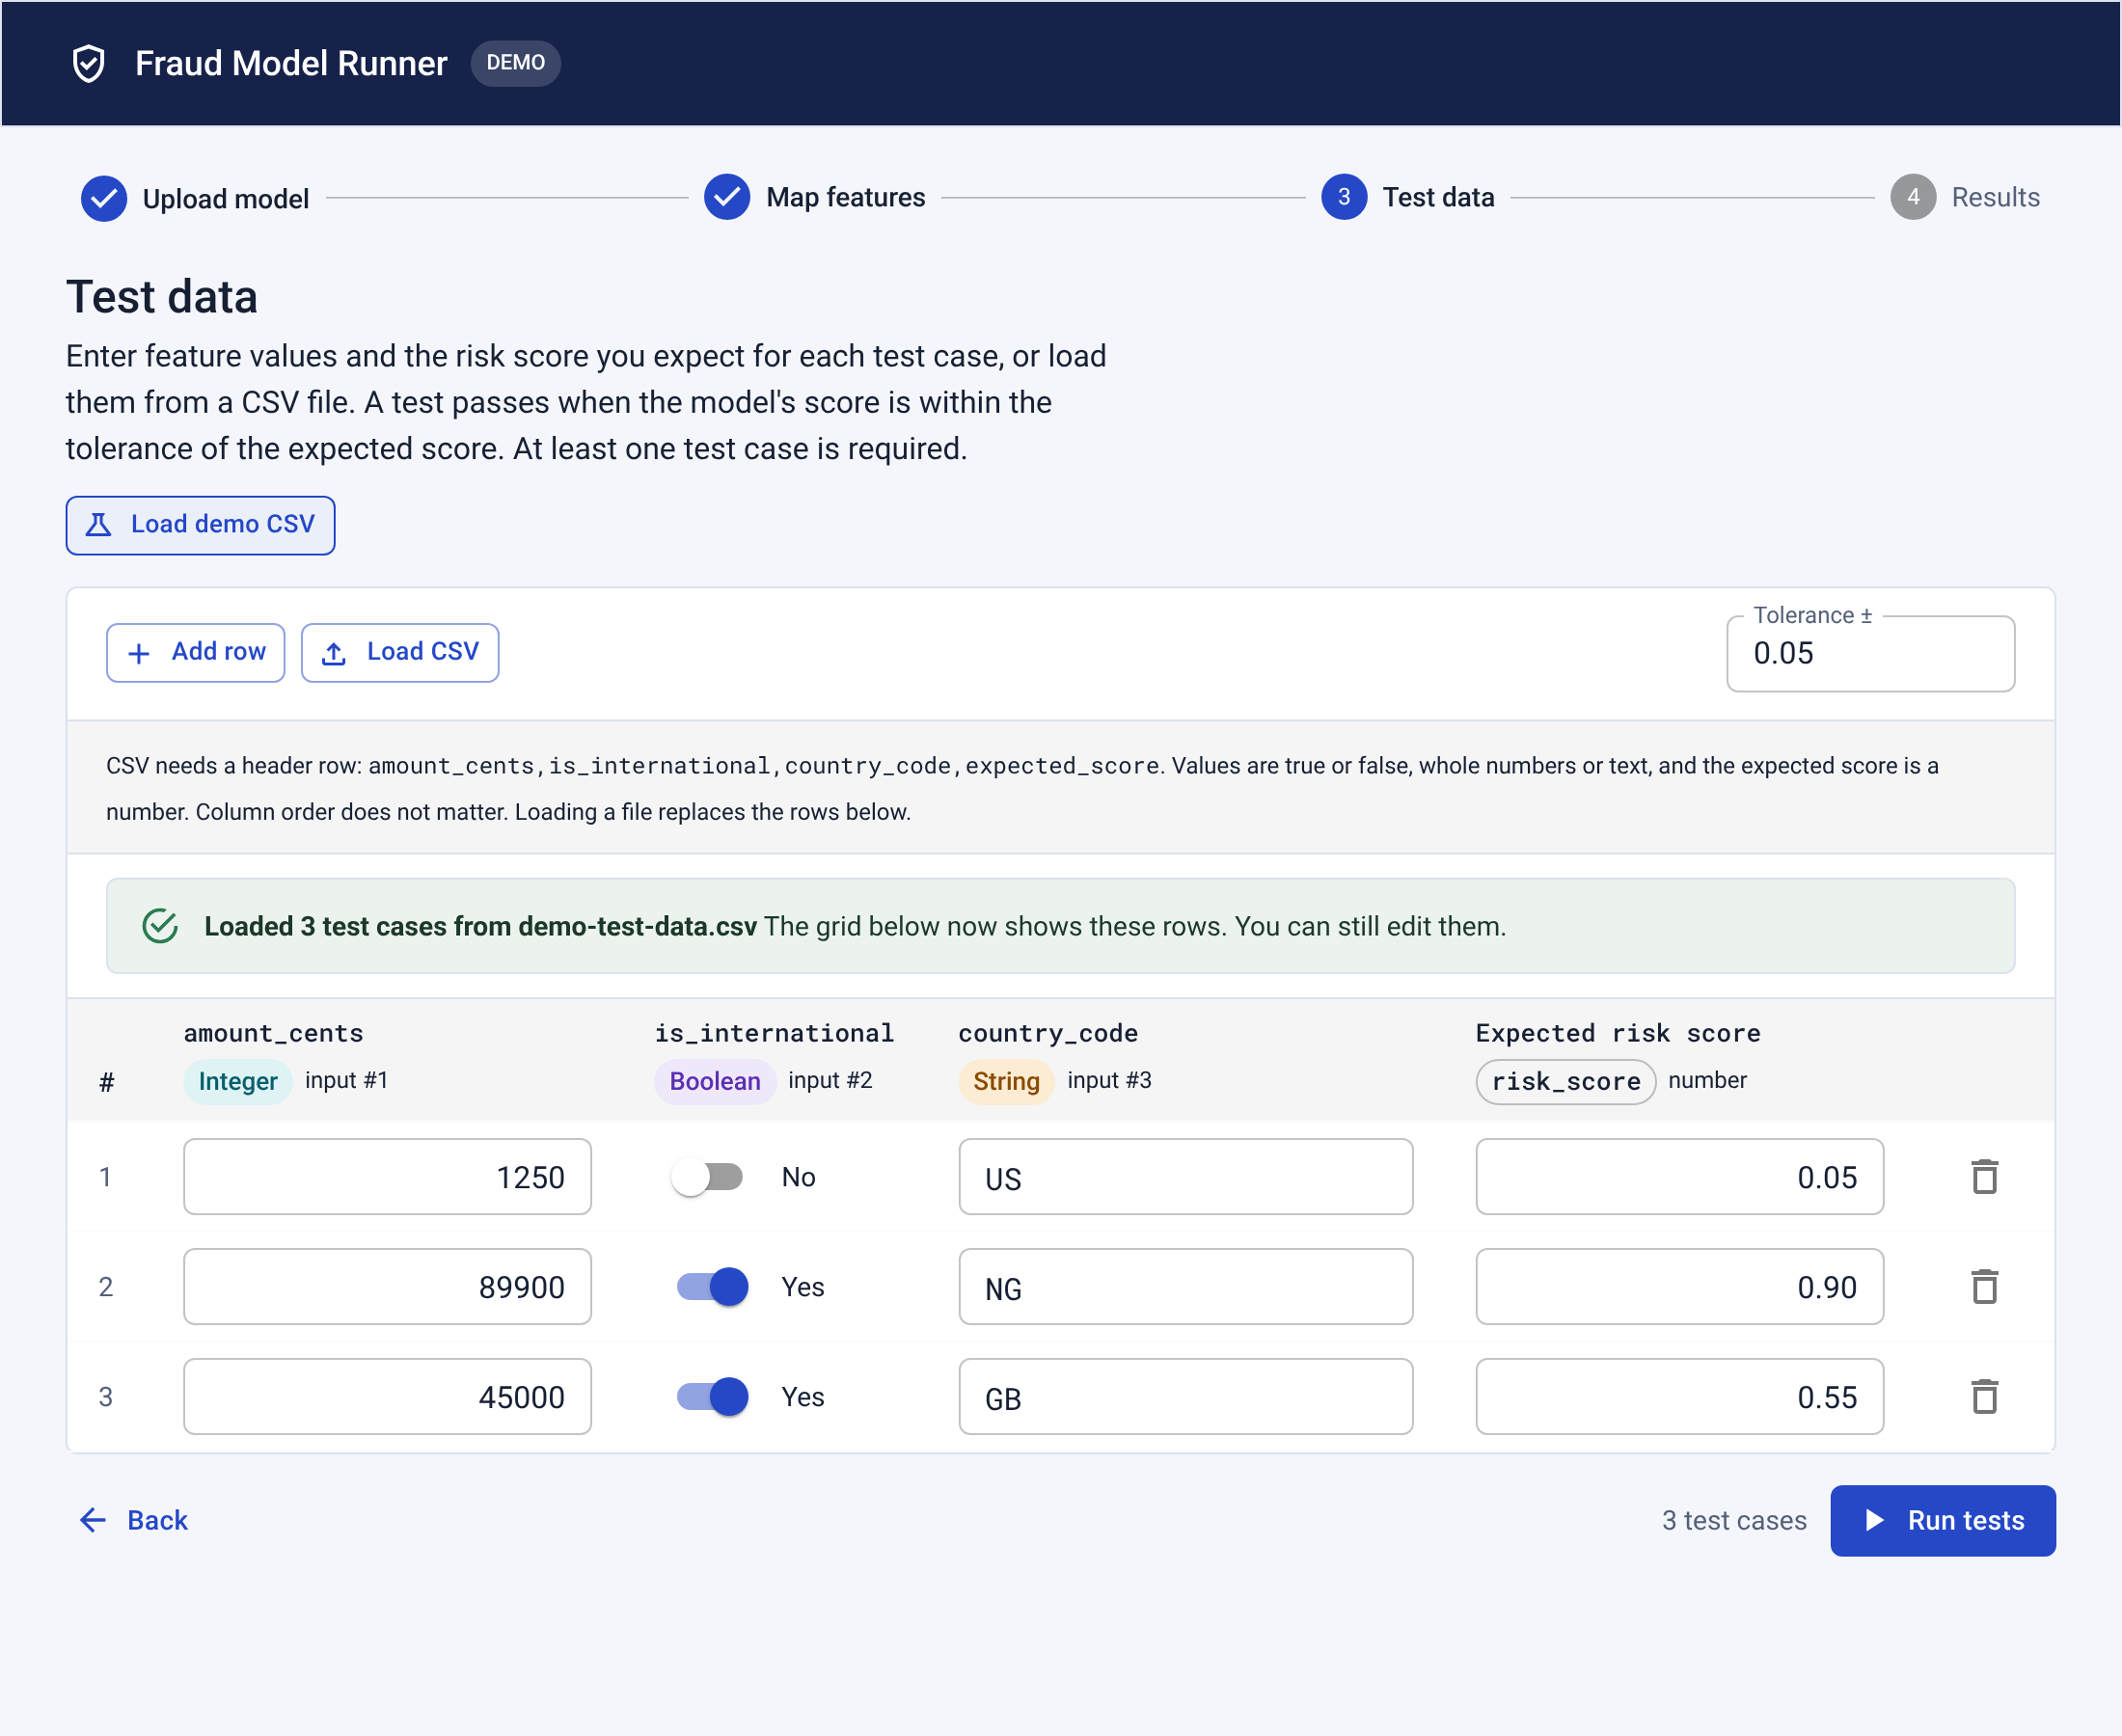 Fraud Model Runner DEMO
Upload model
Map features
3 Test data
4 Results
Test data
Enter feature values and the risk score you expect for each test case, or load
them from a CSV file. A test passes when the model's score is within the
tolerance of the expected score. At least one test case is required.
Load demo CSV
Add row
Load CSV
Tolerance ±
0.05
CSV needs a header row: amount_cents,is_international,country_code,expected_score. Values are true or false, whole numbers or text, and the expected score is a
number. Column order does not matter. Loading a file replaces the rows below.
Loaded 3 test cases from demo-test-data.csv The grid below now shows these rows. You can still edit them.
amount_cents is_international country_code Expected risk score
# Integer input #1 Boolean input #2 String input #3 risk_score number
1 1250 No US 0.05
2 89900 Yes NG 0.90
3 45000 Yes GB 0.55
Back
3 test cases
Run tests